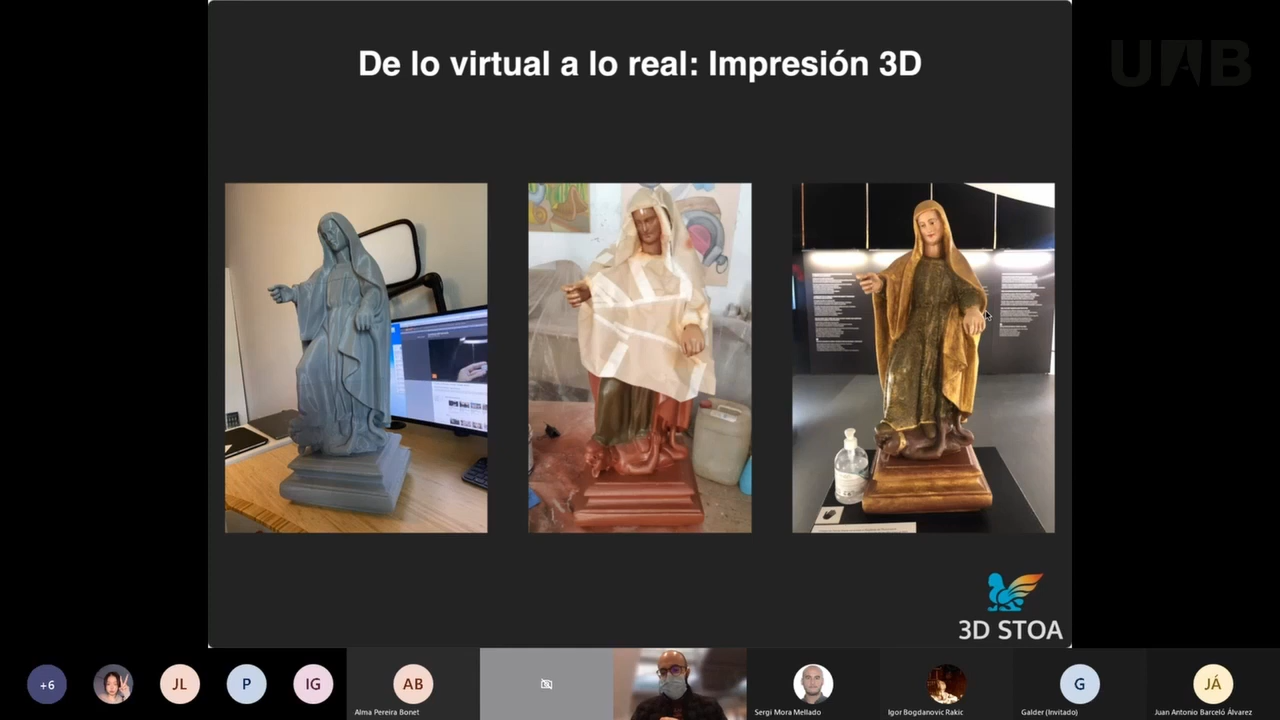 De lo virtual a lo real: Impresión 3D
UAB
3D STOA
+6
JL
P
IG
AB
Alma Pereira Bonet
Sergi Mora Mellado
Igor Bogdanovic Rakic
G
Galder (Invitado)
JÁ
Juan Antonio Barceló Álvarez